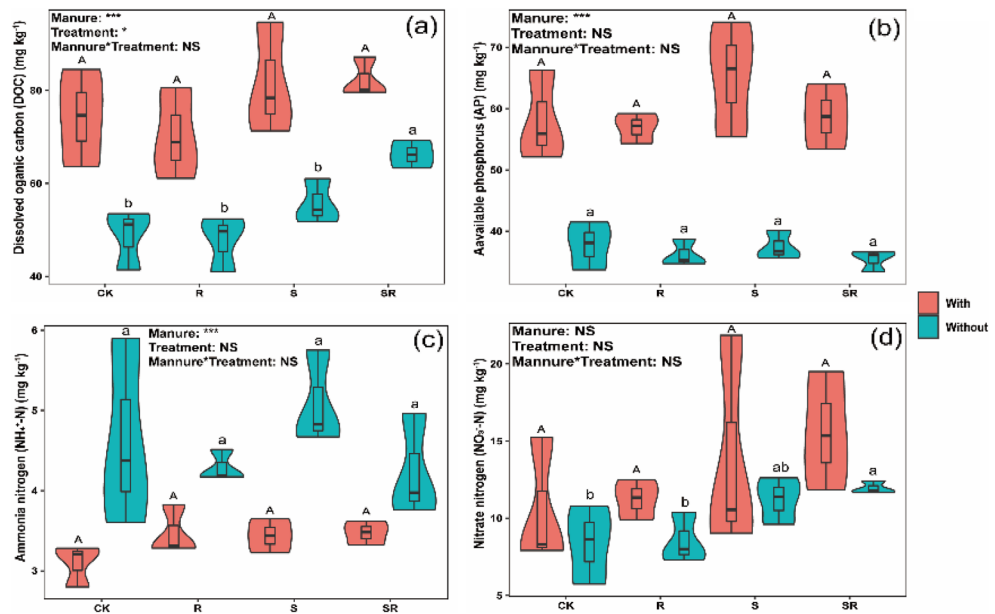 Manure: ***
Treatment: *
Mannure*Treatment: NS
(a)
Dissolved oganic carbon (DOC) (mg kg⁻¹)
80
60
40
A
A
A
A
b
b
b
a
CK
R
S
SR
Manure: ***
Treatment: NS
Mannure*Treatment: NS
(b)
Aavailable phosphorus (AP) (mg kg⁻¹)
70
60
50
40
A
A
A
A
a
a
a
a
CK
R
S
SR
With
Without
Manure: ***
Treatment: NS
Mannure*Treatment: NS
(c)
Ammonia nitrogen (NH₄⁺-N) (mg kg⁻¹)
6
5
4
3
a
a
a
a
A
A
A
A
CK
R
S
SR
Manure: NS
Treatment: NS
Mannure*Treatment: NS
(d)
Nitrate nitrogen (NO₃⁻-N) (mg kg⁻¹)
20
15
10
5
A
A
A
A
b
b
ab
a
CK
R
S
SR